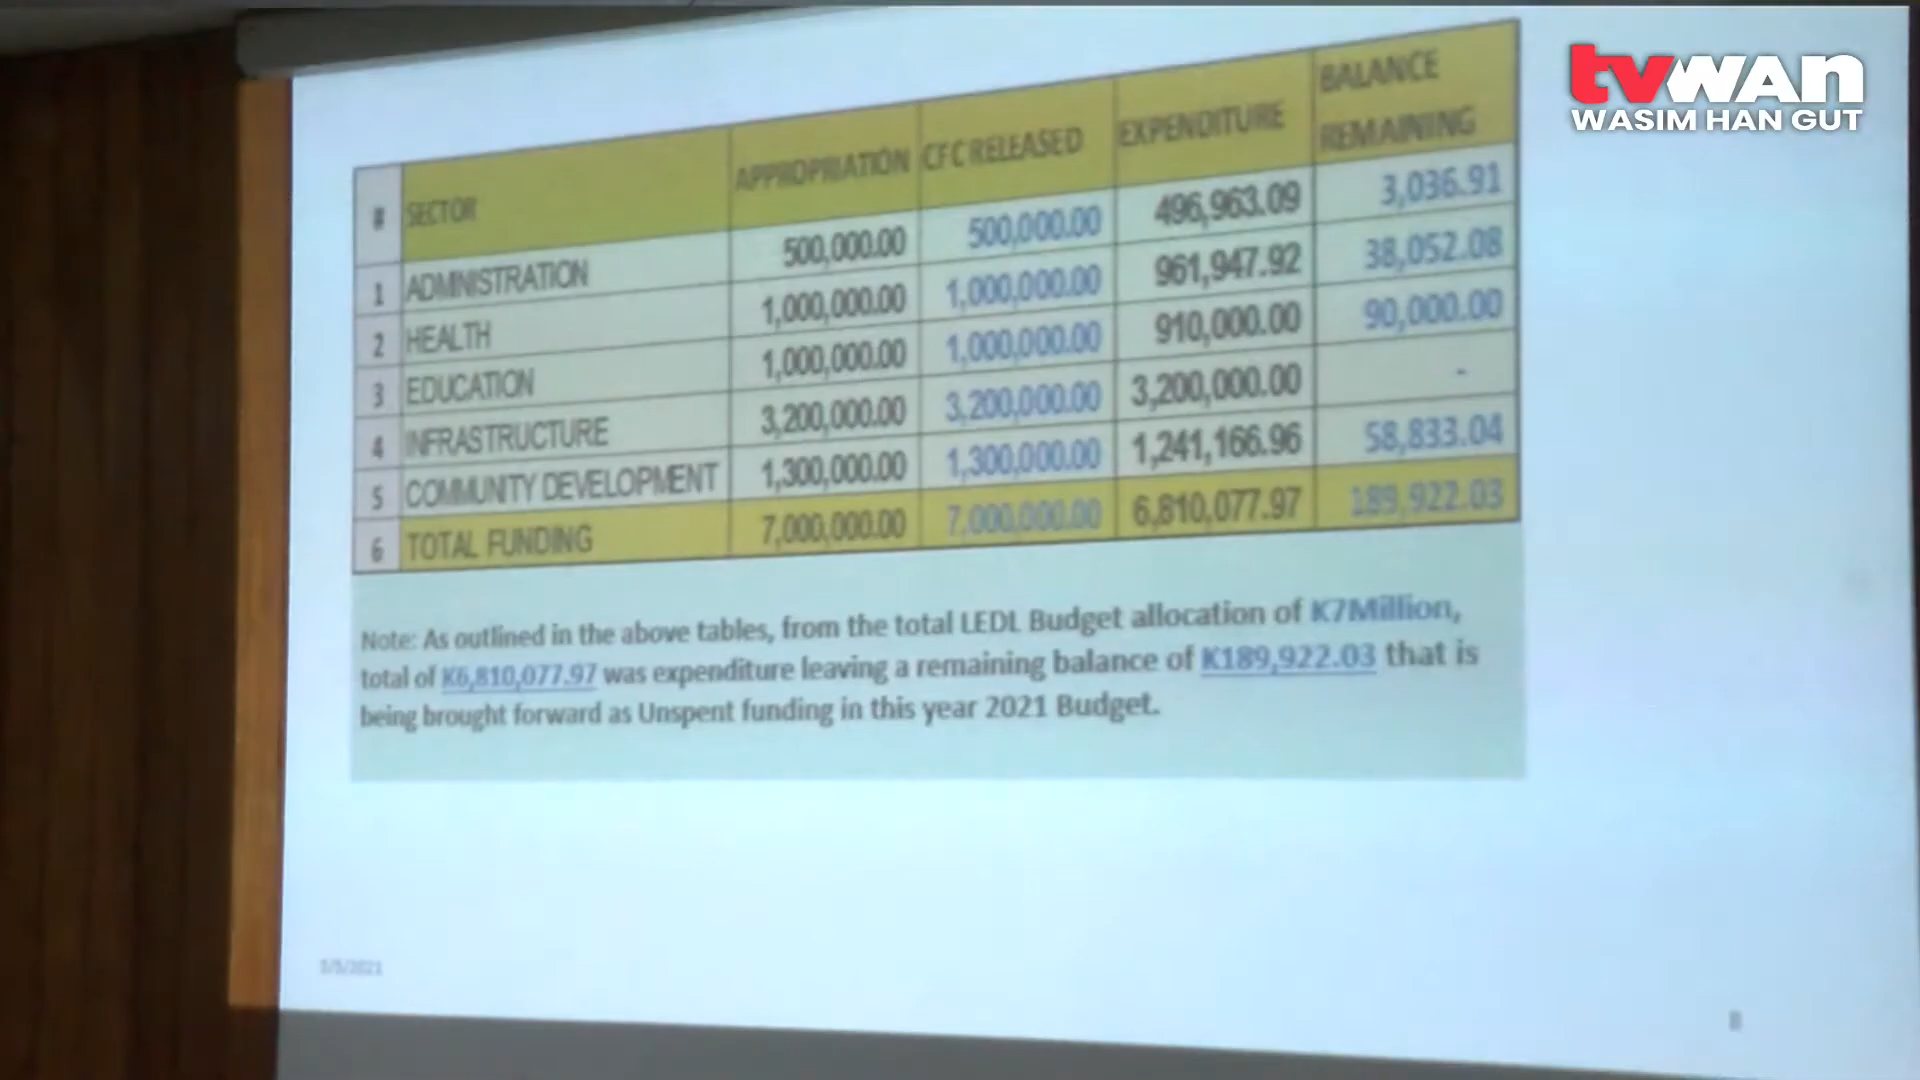 tvwan
WASIM HAN GUT
# SECTOR APPROPRIATION CFC RELEASED EXPENDITURE BALANCE REMAINING
1 ADMINISTRATION 500,000.00 500,000.00 496,963.09 3,036.91
2 HEALTH 1,000,000.00 1,000,000.00 961,947.92 38,052.08
3 EDUCATION 1,000,000.00 1,000,000.00 910,000.00 90,000.00
4 INFRASTRUCTURE 3,200,000.00 3,200,000.00 3,200,000.00 -
5 COMMUNITY DEVELOPMENT 1,300,000.00 1,300,000.00 1,241,166.96 58,833.04
6 TOTAL FUNDING 7,000,000.00 7,000,000.00 6,810,077.97 189,922.03
Note: As outlined in the above tables, from the total LEDL Budget allocation of K7Million,
total of K6,810,077.97 was expenditure leaving a remaining balance of K189,922.03 that is
being brought forward as Unspent funding in this year 2021 Budget.